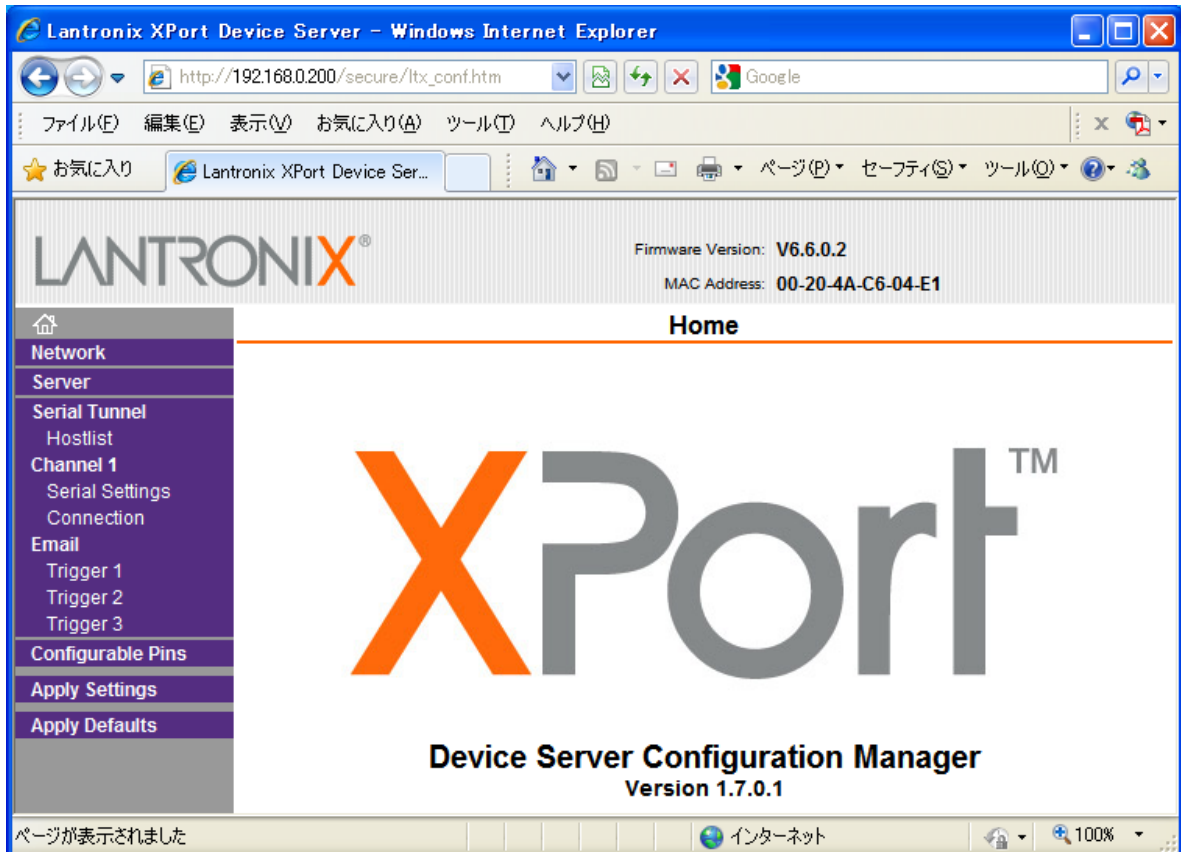 Lantronix XPort Device Server - Windows Internet Explorer
http://192.168.0.200/secure/ltx_conf.htm
Google
ファイル(F) 編集(E) 表示(V) お気に入り(A) ツール(T) ヘルプ(H)
お気に入り
Lantronix XPort Device Ser...
ページ(P) セーフティ(S) ツール(O)
LANTRONIX®
Firmware Version: V6.6.0.2
MAC Address: 00-20-4A-C6-04-E1
Network
Server
Serial Tunnel
Hostlist
Channel 1
Serial Settings
Connection
Email
Trigger 1
Trigger 2
Trigger 3
Configurable Pins
Apply Settings
Apply Defaults
Home
XPort™
Device Server Configuration Manager
Version 1.7.0.1
ページが表示されました
インターネット
100%